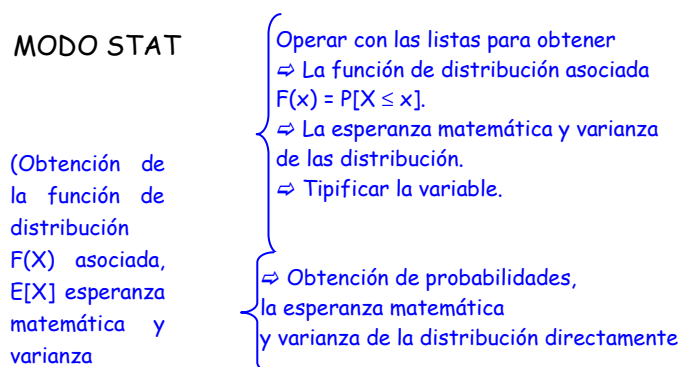 MODO STAT
(Obtención de
la función de
distribución
F(X) asociada,
E[X] esperanza
matemática y
varianza
Operar con las listas para obtener
⇨ La función de distribución asociada
F(x) = P[X ≤ x].
⇨ La esperanza matemática y varianza
de las distribución.
⇨ Tipificar la variable.
⇨ Obtención de probabilidades,
la esperanza matemática
y varianza de la distribución directamente